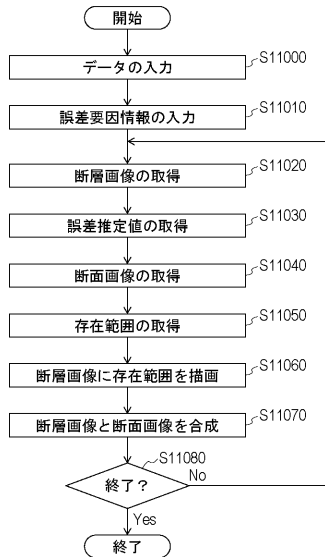 開始
データの入力 S11000
誤差要因情報の入力 S11010
断層画像の取得 S11020
誤差推定値の取得 S11030
断面画像の取得 S11040
存在範囲の取得 S11050
断層画像に存在範囲を描画 S11060
断層画像と断面画像を合成 S11070
S11080
終了？ No
Yes
終了